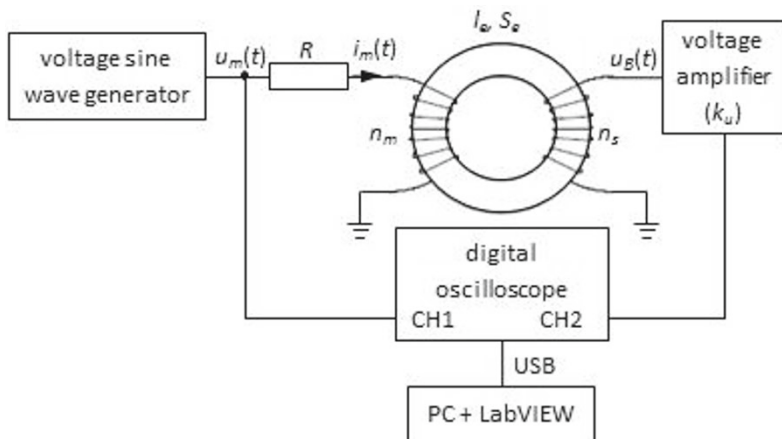 voltage sine
wave generator
u_m(t)
R
i_m(t)
l_e, S_e
u_B(t)
voltage
amplifier
(k_u)
n_m
n_s
digital
oscilloscope
CH1 CH2
USB
PC + LabVIEW